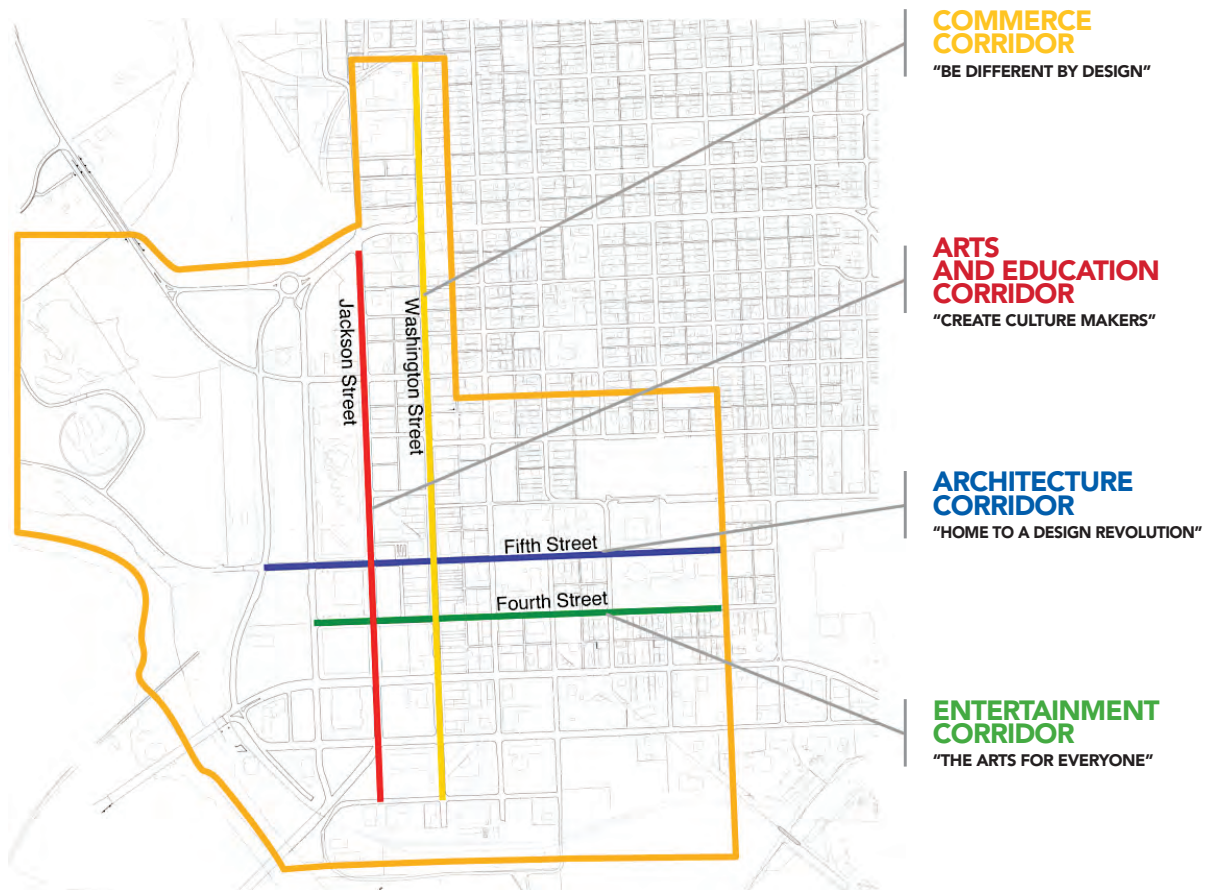 COMMERCE
CORRIDOR
“BE DIFFERENT BY DESIGN”
ARTS
AND EDUCATION
CORRIDOR
“CREATE CULTURE MAKERS”
ARCHITECTURE
CORRIDOR
“HOME TO A DESIGN REVOLUTION”
ENTERTAINMENT
CORRIDOR
“THE ARTS FOR EVERYONE”
Jackson Street
Washington Street
Fifth Street
Fourth Street